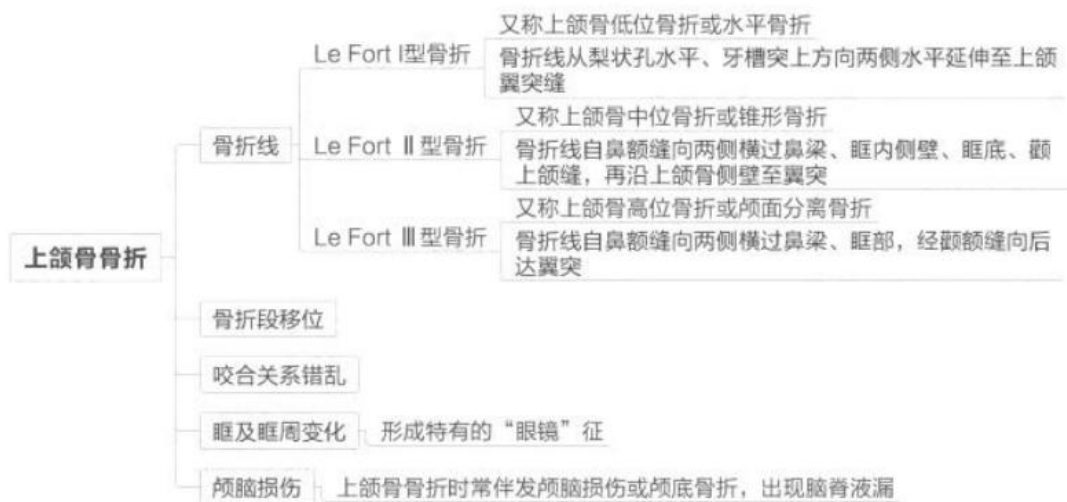 上颌骨骨折
骨折线
Le Fort Ⅰ型骨折
又称上颌骨低位骨折或水平骨折
骨折线从梨状孔水平、牙槽突上方向两侧水平延伸至上颌
翼突缝
Le Fort Ⅱ型骨折
又称上颌骨中位骨折或锥形骨折
骨折线自鼻额缝向两侧横过鼻梁、眶内侧壁、眶底、颧
上颌缝，再沿上颌骨侧壁至翼突
Le Fort Ⅲ型骨折
又称上颌骨高位骨折或颅面分离骨折
骨折线自鼻额缝向两侧横过鼻梁、眶部，经颧额缝向后
达翼突
骨折段移位
咬合关系错乱
眶及眶周变化
形成特有的“眼镜”征
颅脑损伤
上颌骨骨折时常伴发颅脑损伤或颅底骨折，出现脑脊液漏